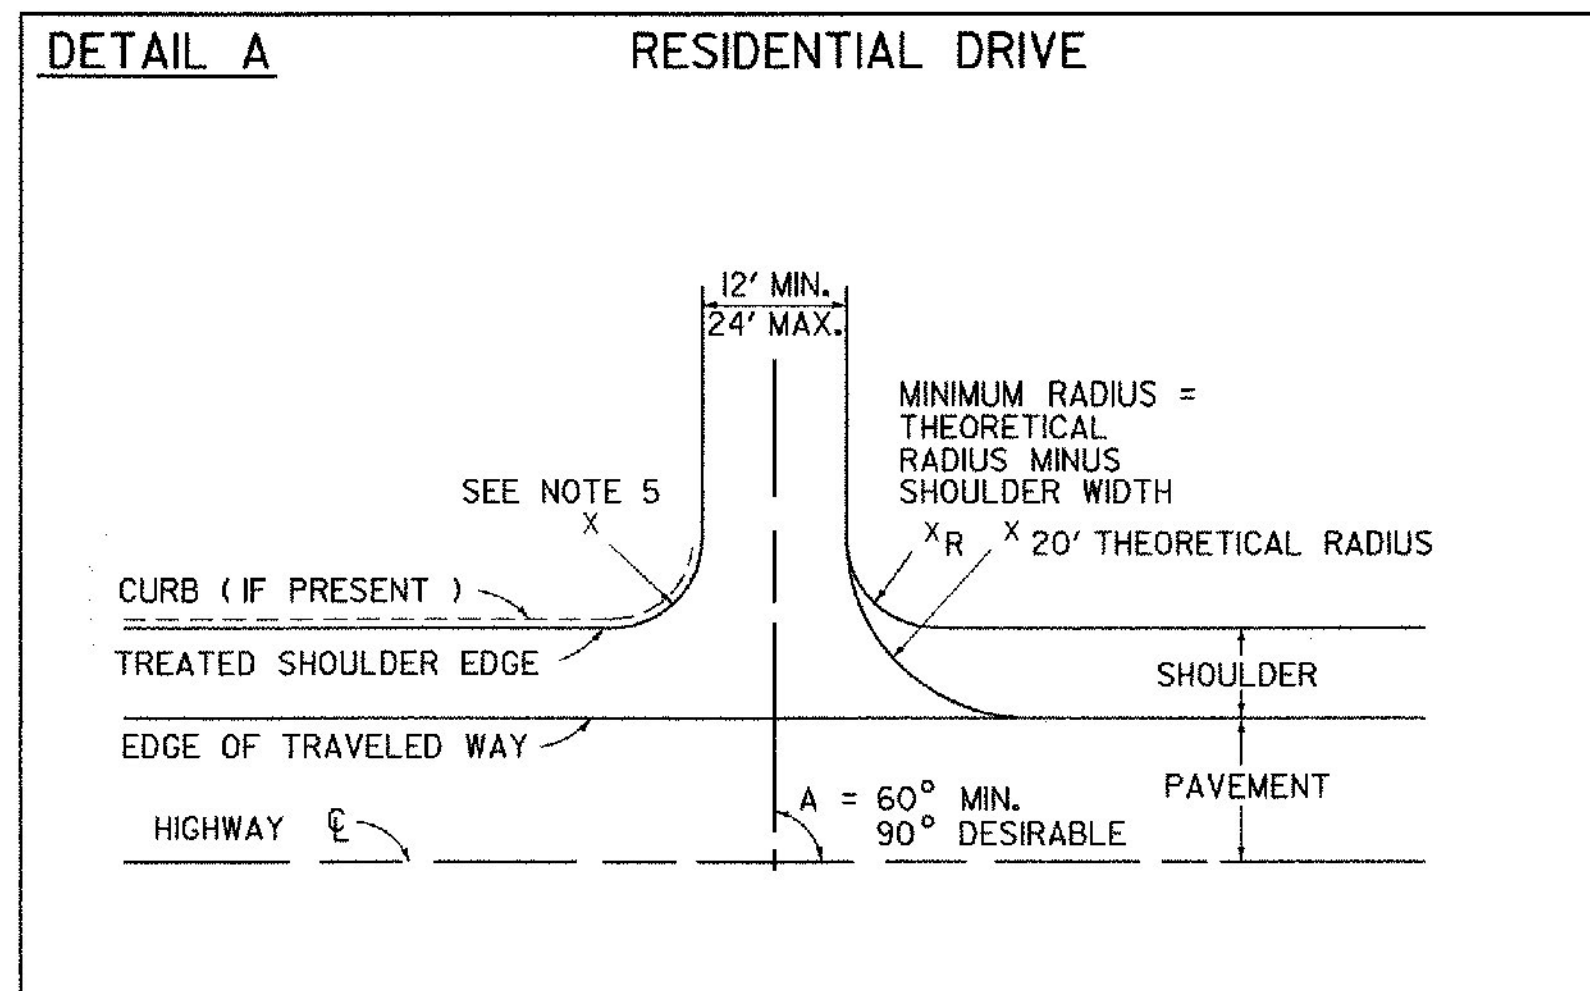 DETAIL A
RESIDENTIAL DRIVE
12' MIN.
24' MAX.
MINIMUM RADIUS =
THEORETICAL
RADIUS MINUS
SHOULDER WIDTH
SEE NOTE 5
X
X R
X 20' THEORETICAL RADIUS
CURB ( IF PRESENT )
TREATED SHOULDER EDGE
SHOULDER
EDGE OF TRAVELED WAY
PAVEMENT
A = 60° MIN.
90° DESIRABLE
HIGHWAY ℄